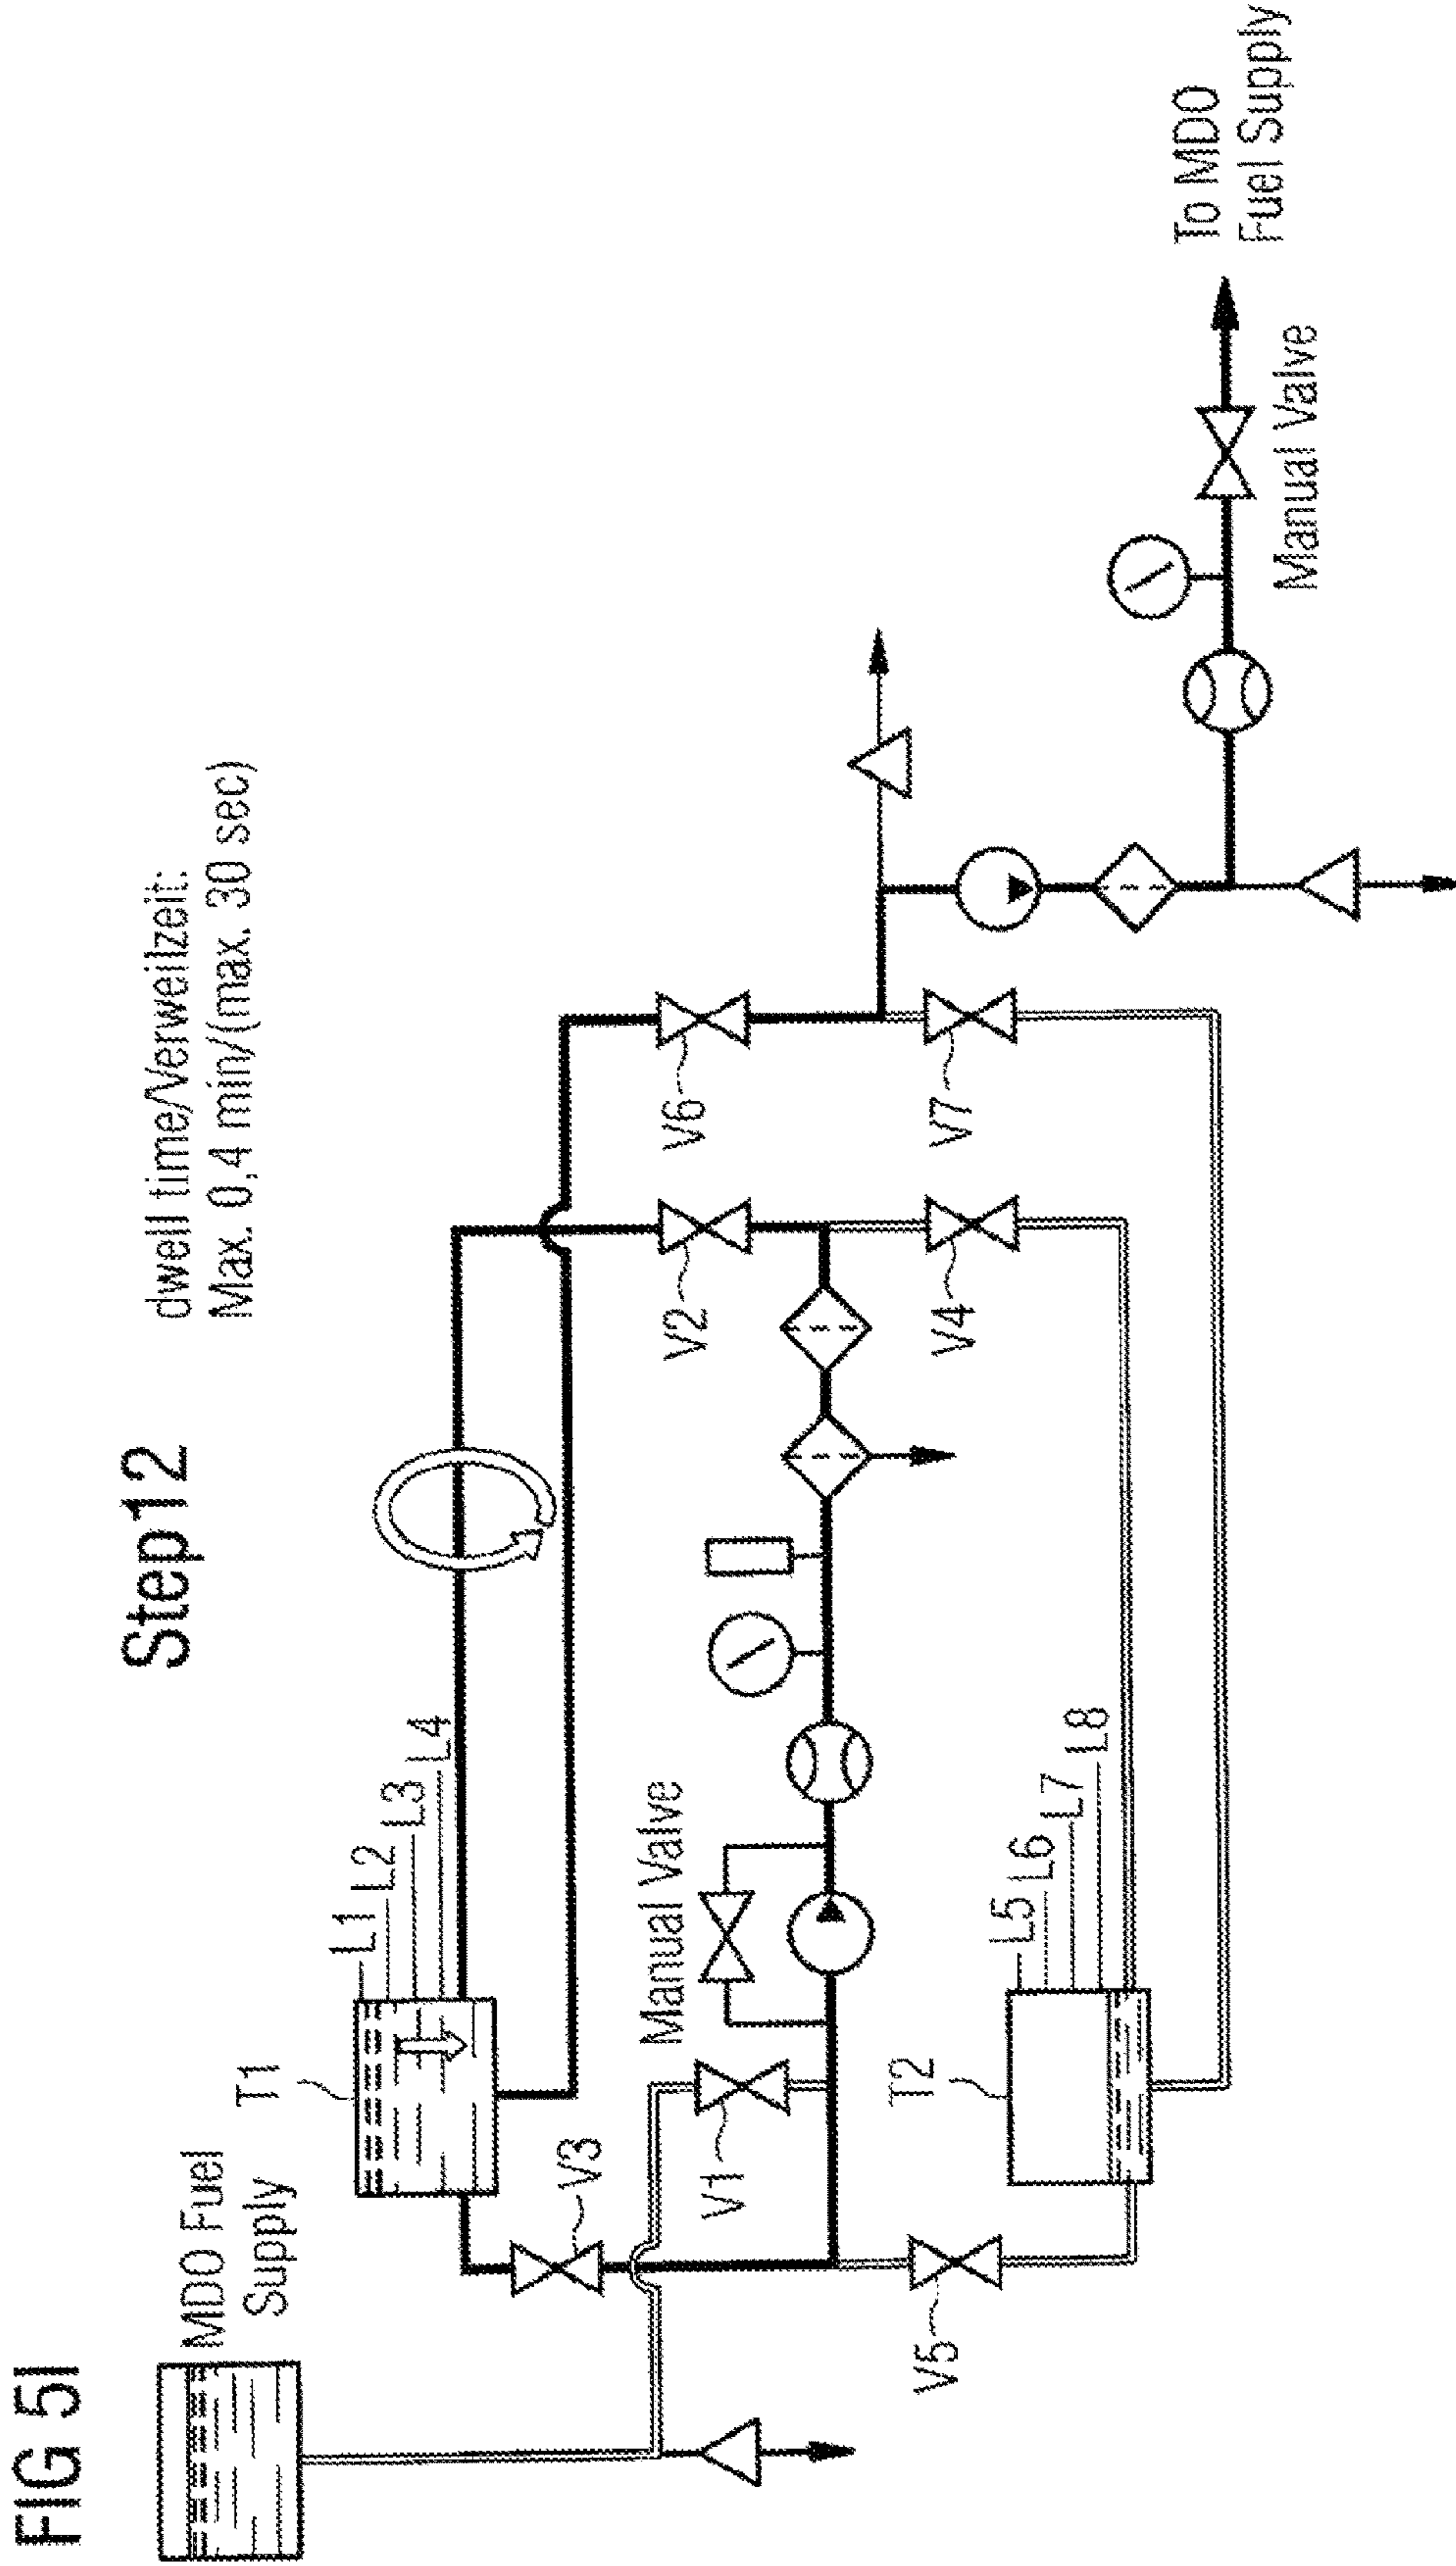 FIG 5I
Step12
dwell time/Verweilzeit:
Max. 0,4 min/(max. 30 sec)
MDO Fuel
Supply
T1
L1
L2
L3
L4
V3
V1
Manual Valve
V2
V6
V5
T2
L5
L6
L7
L8
V4
V7
To MDO
Fuel Supply
Manual Valve